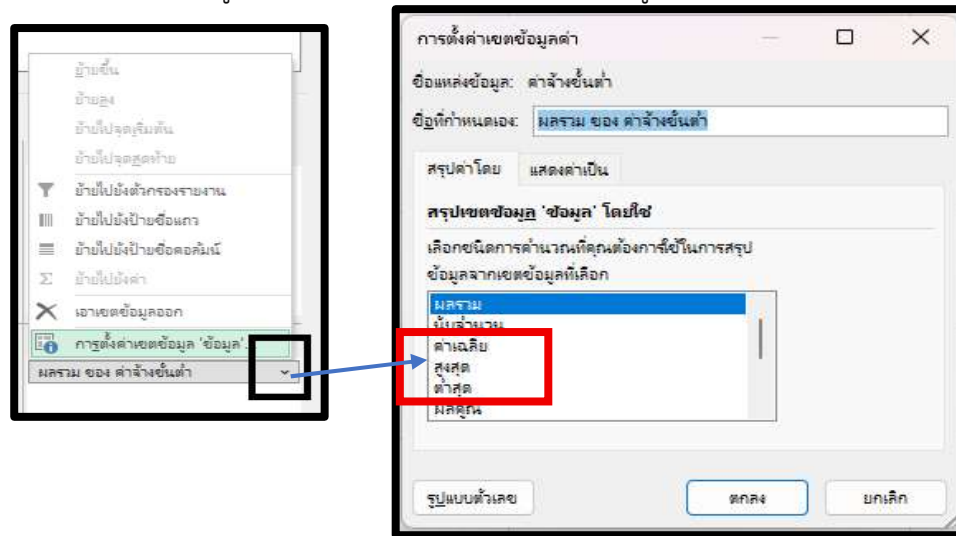 ย้ายขึ้น
ย้ายลง
ย้ายไปจุดเริ่มต้น
ย้ายไปจุดสุดท้าย
ย้ายไปยังตัวกรองรายงาน
ย้ายไปยังป้ายชื่อแถว
ย้ายไปยังป้ายชื่อคอลัมน์
ย้ายไปยังค่า
เอาเขตข้อมูลออก
การตั้งค่าเขตข้อมูล 'ข้อมูล'...
ผลรวม ของ ค่าจ้างขั้นต่ำ
การตั้งค่าเขตข้อมูลค่า
ชื่อแหล่งข้อมูล: ค่าจ้างขั้นต่ำ
ชื่อที่กำหนดเอง: ผลรวม ของ ค่าจ้างขั้นต่ำ
สรุปค่าโดย แสดงค่าเป็น
สรุปเขตข้อมูล 'ข้อมูล' โดยใช้
เลือกชนิดการคำนวณที่คุณต้องการใช้ในการสรุป
ข้อมูลจากเขตข้อมูลที่เลือก
ผลรวม
นับจำนวน
ค่าเฉลี่ย
สูงสุด
ต่ำสุด
ผลคูณ
รูปแบบตัวเลข ตกลง ยกเลิก